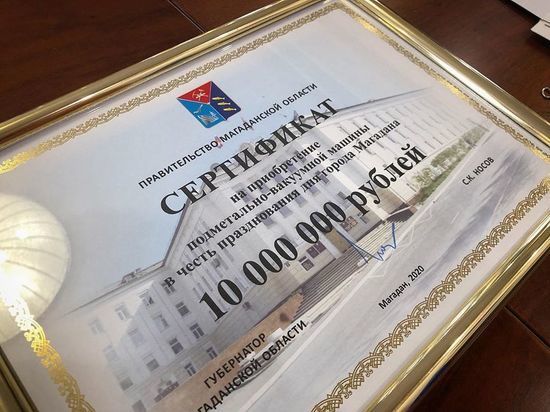 ПРАВИТЕЛЬСТВО МАГАДАНСКОЙ ОБЛАСТИ
СЕРТИФИКАТ
на приобретение
подметально-вакуумной машины
в честь празднования дня города Магадана
10 000 000 рублей
ГУБЕРНАТОР
ГАДАНСКОЙ ОБЛАСТИ
С.К. НОСОВ
Магадан, 2020